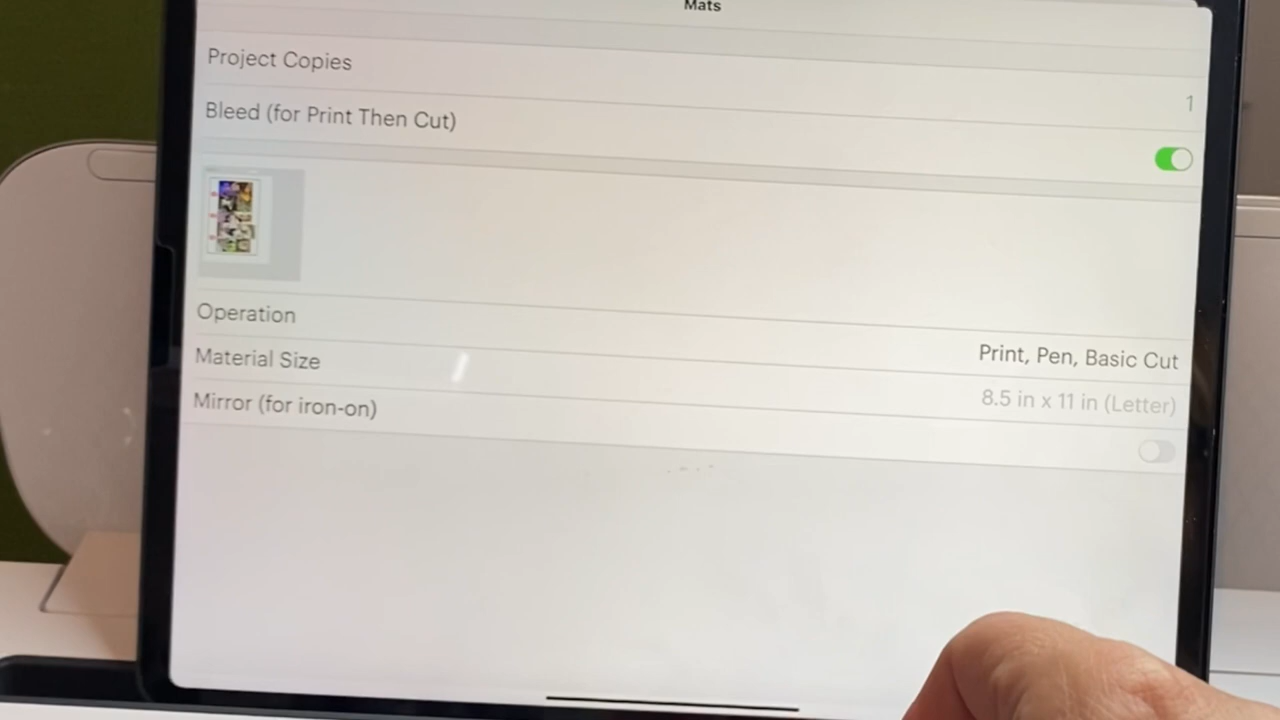 Mats
Project Copies
1
Bleed (for Print Then Cut)
Operation
Print, Pen, Basic Cut
Material Size
8.5 in x 11 in (Letter)
Mirror (for iron-on)